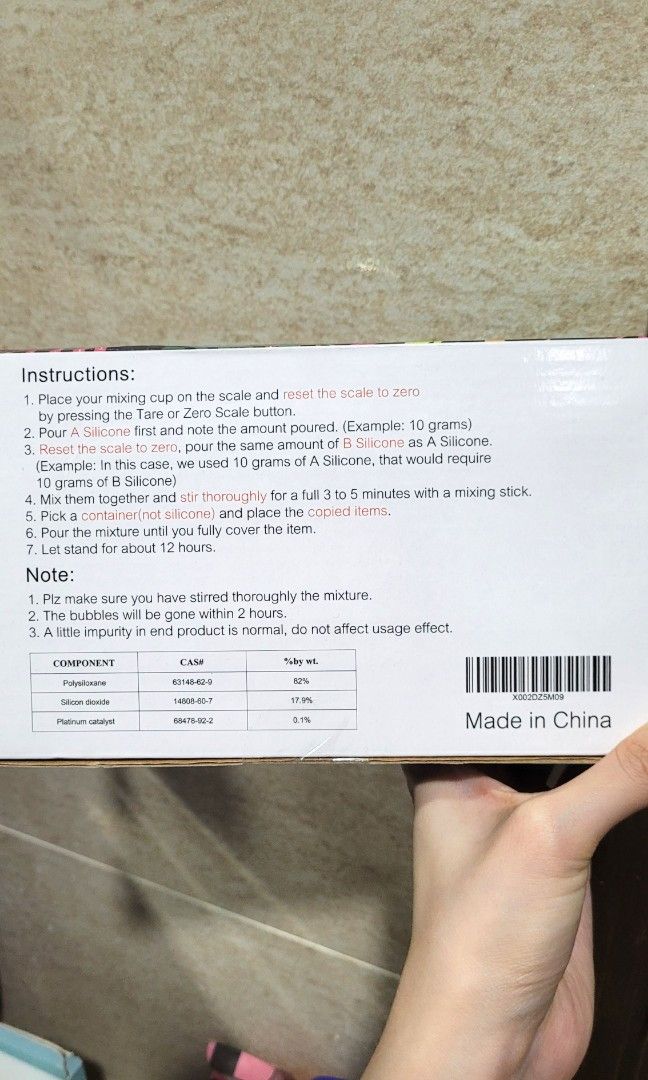 Instructions:
1. Place your mixing cup on the scale and reset the scale to zero
by pressing the Tare or Zero Scale button.
2. Pour A Silicone first and note the amount poured. (Example: 10 grams)
3. Reset the scale to zero, pour the same amount of B Silicone as A Silicone.
(Example: In this case, we used 10 grams of A Silicone, that would require
10 grams of B Silicone)
4. Mix them together and stir thoroughly for a full 3 to 5 minutes with a mixing stick.
5. Pick a container(not silicone) and place the copied items.
6. Pour the mixture until you fully cover the item.
7. Let stand for about 12 hours.
Note:
1. Plz make sure you have stirred thoroughly the mixture.
2. The bubbles will be gone within 2 hours.
3. A little impurity in end product is normal, do not affect usage effect.
COMPONENT CAS# %by wt.
Polysiloxane 63148-62-9 82%
Silicon dioxide 14808-60-7 17.9%
Platinum catalyst 68478-92-2 0.1%
X002DZ5M09
Made in China